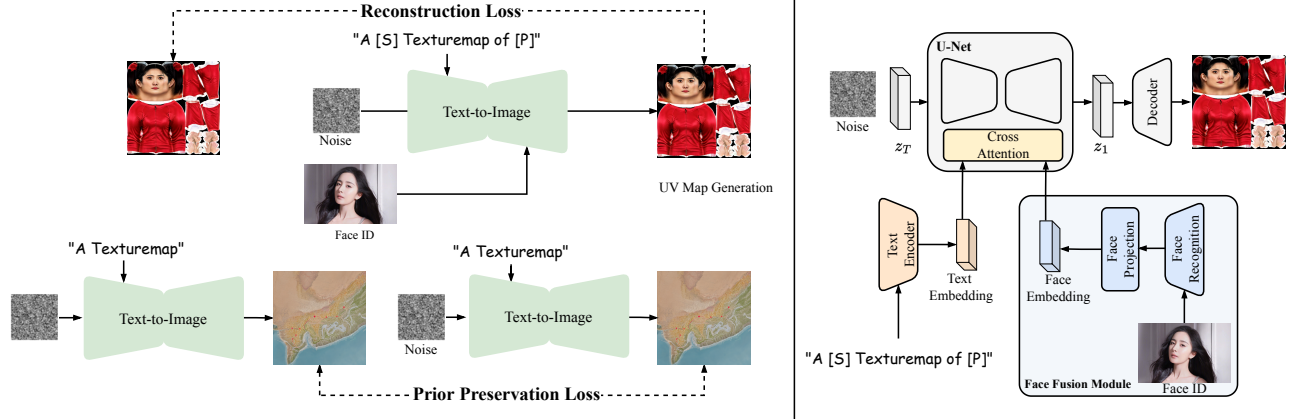 Reconstruction Loss
"A [S] Texturemap of [P]"
Text-to-Image
Noise
UV Map Generation
Face ID
"A Texturemap"
"A Texturemap"
Text-to-Image
Text-to-Image
Noise
Prior Preservation Loss
U-Net
Noise
z_T
Cross
Attention
z_1
Decoder
Text
Encoder
Text
Embedding
Face
Embedding
Face
Projection
Face
Recognition
"A [S] Texturemap of [P]"
Face ID
Face Fusion Module